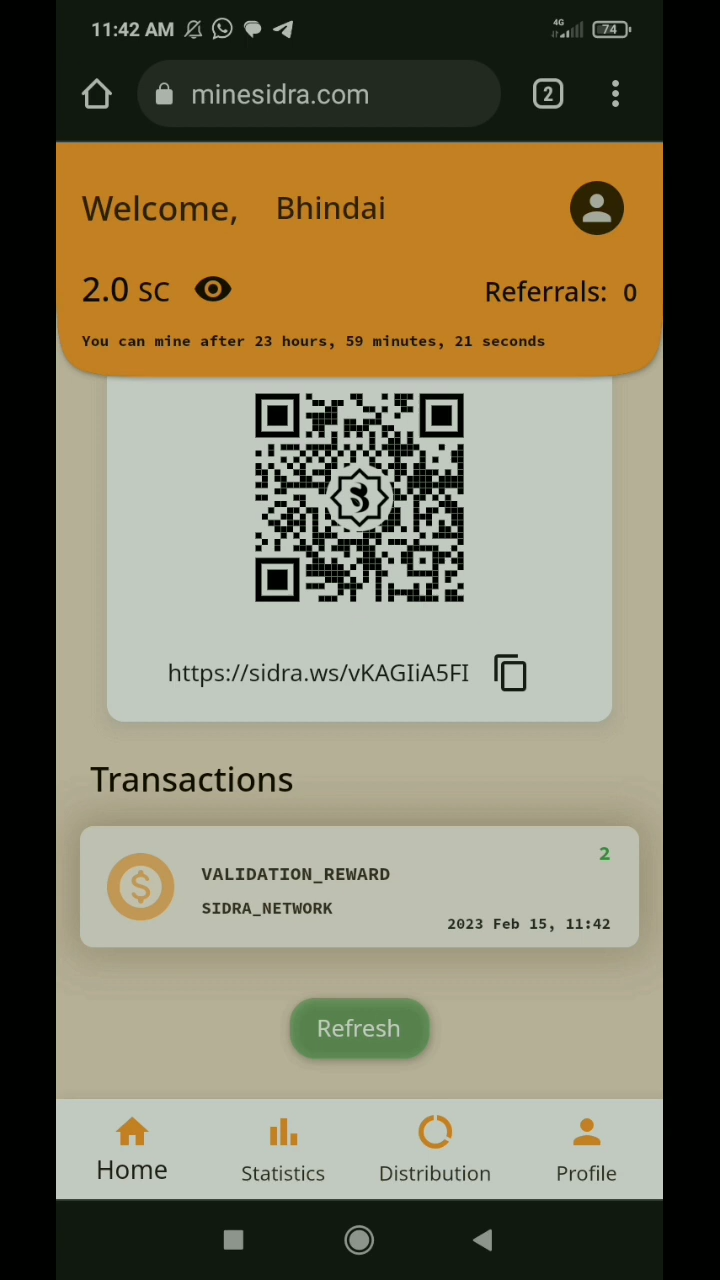 11:42 AM
4G
74
minesidra.com
2
Welcome, Bhindai
2.0 SC
Referrals: 0
You can mine after 23 hours, 59 minutes, 21 seconds
https://sidra.ws/vKAGIiA5FI
Transactions
2
VALIDATION_REWARD
SIDRA_NETWORK
2023 Feb 15, 11:42
Refresh
Home
Statistics
Distribution
Profile